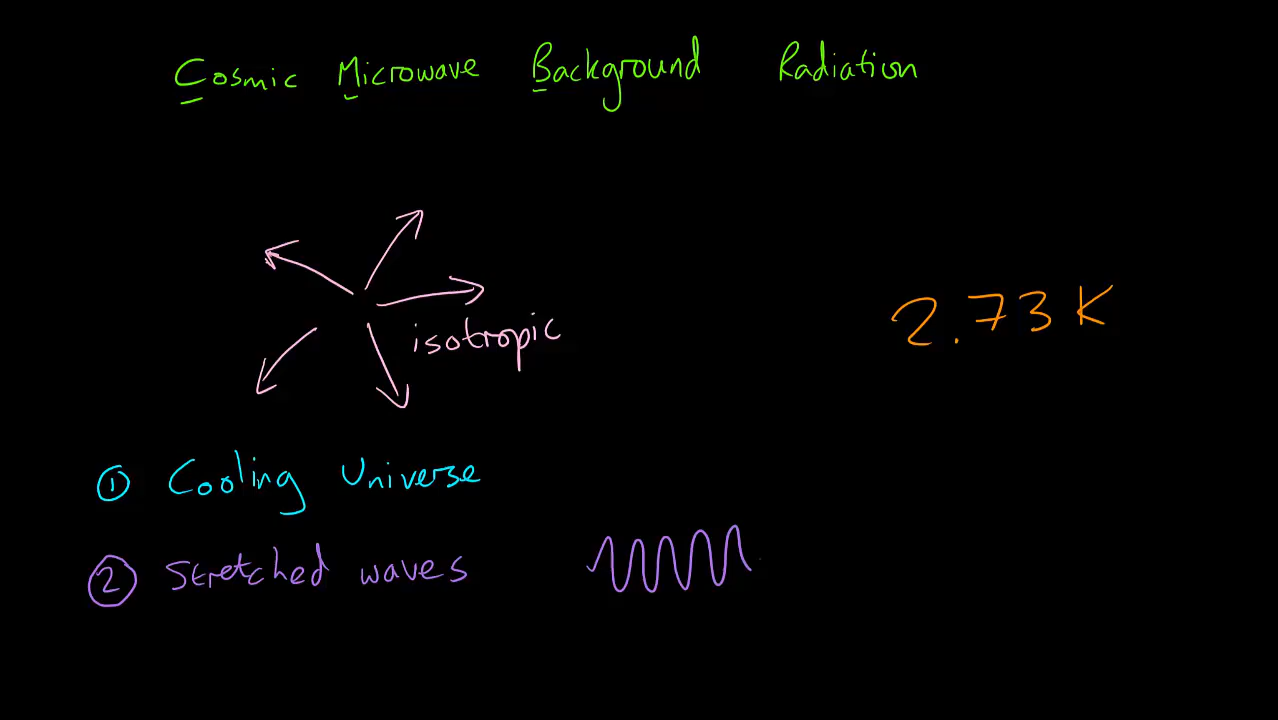 Cosmic Microwave Background Radiation
isotropic
2.73 K
① Cooling Universe
② Stretched waves